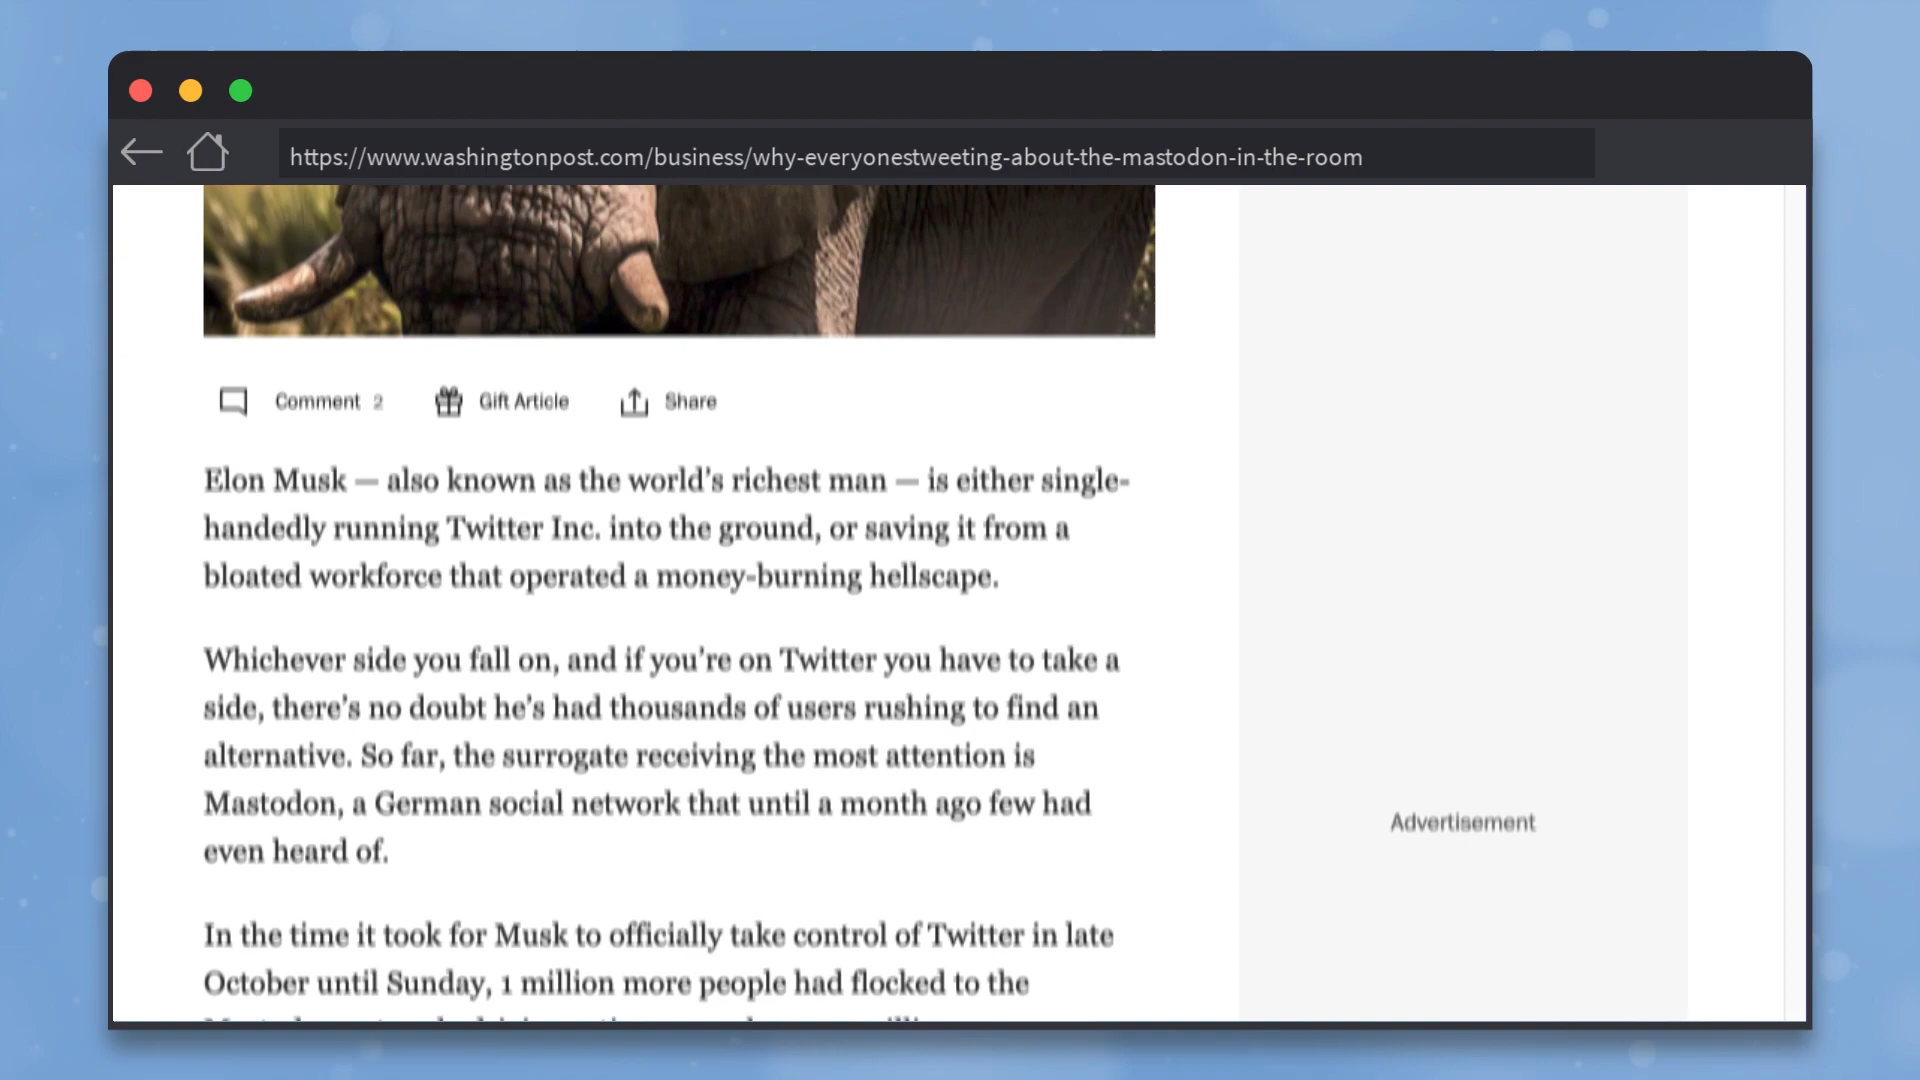 https://www.washingtonpost.com/business/why-everyonestweeting-about-the-mastodon-in-the-room
Comment 2 Gift Article Share
Elon Musk — also known as the world's richest man — is either single-
handedly running Twitter Inc. into the ground, or saving it from a
bloated workforce that operated a money-burning hellscape.
Whichever side you fall on, and if you're on Twitter you have to take a
side, there's no doubt he's had thousands of users rushing to find an
alternative. So far, the surrogate receiving the most attention is
Mastodon, a German social network that until a month ago few had
even heard of.
Advertisement
In the time it took for Musk to officially take control of Twitter in late
October until Sunday, 1 million more people had flocked to the